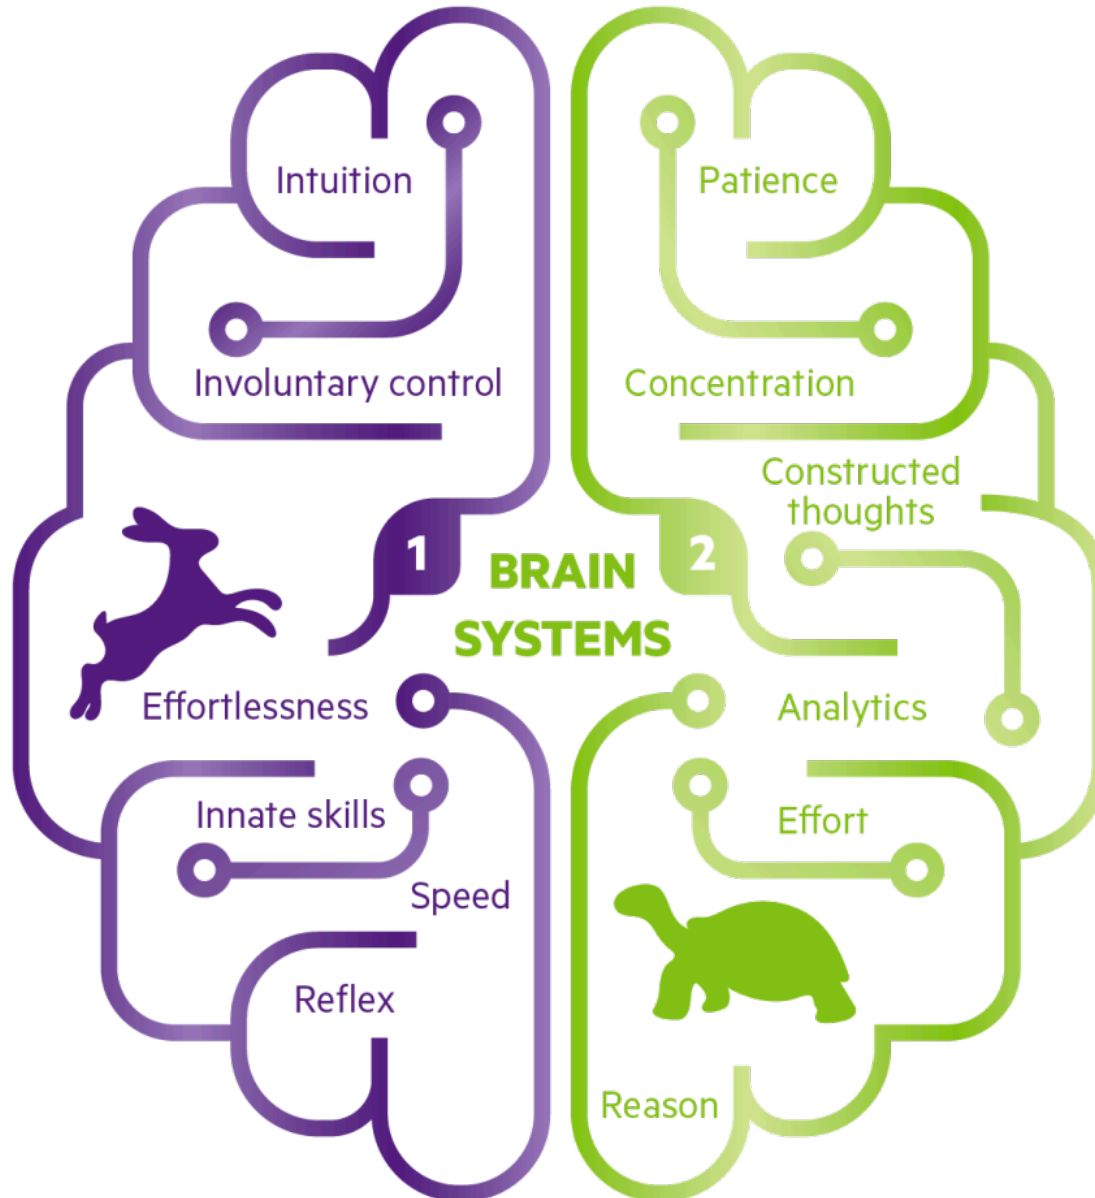 Intuition
Involuntary control
Effortlessness
Innate skills
Speed
Reflex
1
BRAIN
SYSTEMS
2
Patience
Concentration
Constructed
thoughts
Analytics
Effort
Reason